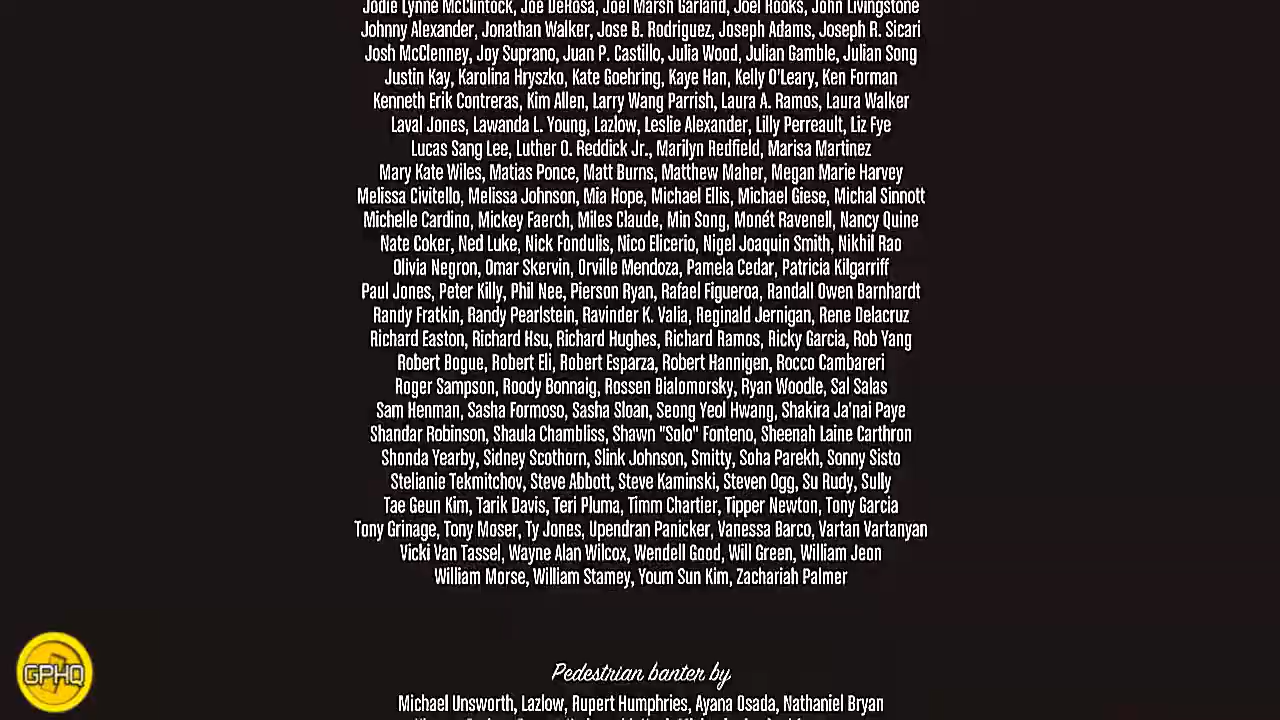 Jodie Lynne McClintock, Joe DeRosa, Joel Marsh Garland, Joel Rooks, John Livingstone
Johnny Alexander, Jonathan Walker, Jose B. Rodriguez, Joseph Adams, Joseph R. Sicari
Josh McClenney, Joy Suprano, Juan P. Castillo, Julia Wood, Julian Gamble, Julian Song
Justin Kay, Karolina Hryszko, Kate Goehring, Kaye Han, Kelly O'Leary, Ken Forman
Kenneth Erik Contreras, Kim Allen, Larry Wang Parrish, Laura A. Ramos, Laura Walker
Laval Jones, Lawanda L. Young, Lazlow, Leslie Alexander, Lilly Perreault, Liz Fye
Lucas Sang Lee, Luther O. Reddick Jr., Marilyn Redfield, Marisa Martinez
Mary Kate Wiles, Matias Ponce, Matt Burns, Matthew Maher, Megan Marie Harvey
Melissa Civitello, Melissa Johnson, Mia Hope, Michael Ellis, Michael Giese, Michal Sinnott
Michelle Cardino, Mickey Faerch, Miles Claude, Min Song, Monét Ravenell, Nancy Quine
Nate Coker, Ned Luke, Nick Fondulis, Nico Elicerio, Nigel Joaquin Smith, Nikhil Rao
Olivia Negron, Omar Skervin, Orville Mendoza, Pamela Cedar, Patricia Kilgarriff
Paul Jones, Peter Killy, Phil Nee, Pierson Ryan, Rafael Figueroa, Randall Owen Barnhardt
Randy Fratkin, Randy Pearlstein, Ravinder K. Valia, Reginald Jernigan, Rene Delacruz
Richard Easton, Richard Hsu, Richard Hughes, Richard Ramos, Ricky Garcia, Rob Yang
Robert Bogue, Robert Eli, Robert Esparza, Robert Hannigen, Rocco Cambareri
Roger Sampson, Roody Bonnaig, Rossen Bialomorsky, Ryan Woodle, Sal Salas
Sam Henman, Sasha Formoso, Sasha Sloan, Seong Yeol Hwang, Shakira Ja'nai Paye
Shandar Robinson, Shaula Chambliss, Shawn "Solo" Fonteno, Sheenah Laine Carthron
Shonda Yearby, Sidney Scothorn, Slink Johnson, Smitty, Soha Parekh, Sonny Sisto
Stelianie Tekmitchov, Steve Abbott, Steve Kaminski, Steven Ogg, Su Rudy, Sully
Tae Geun Kim, Tarik Davis, Teri Pluma, Timm Chartier, Tipper Newton, Tony Garcia
Tony Grinage, Tony Moser, Ty Jones, Upendran Panicker, Vanessa Barco, Vartan Vartanyan
Vicki Van Tassel, Wayne Alan Wilcox, Wendell Good, Will Green, William Jeon
William Morse, William Stamey, Youm Sun Kim, Zachariah Palmer
Pedestrian banter by
Michael Unsworth, Lazlow, Rupert Humphries, Ayana Osada, Nathaniel Bryan
GPHQ